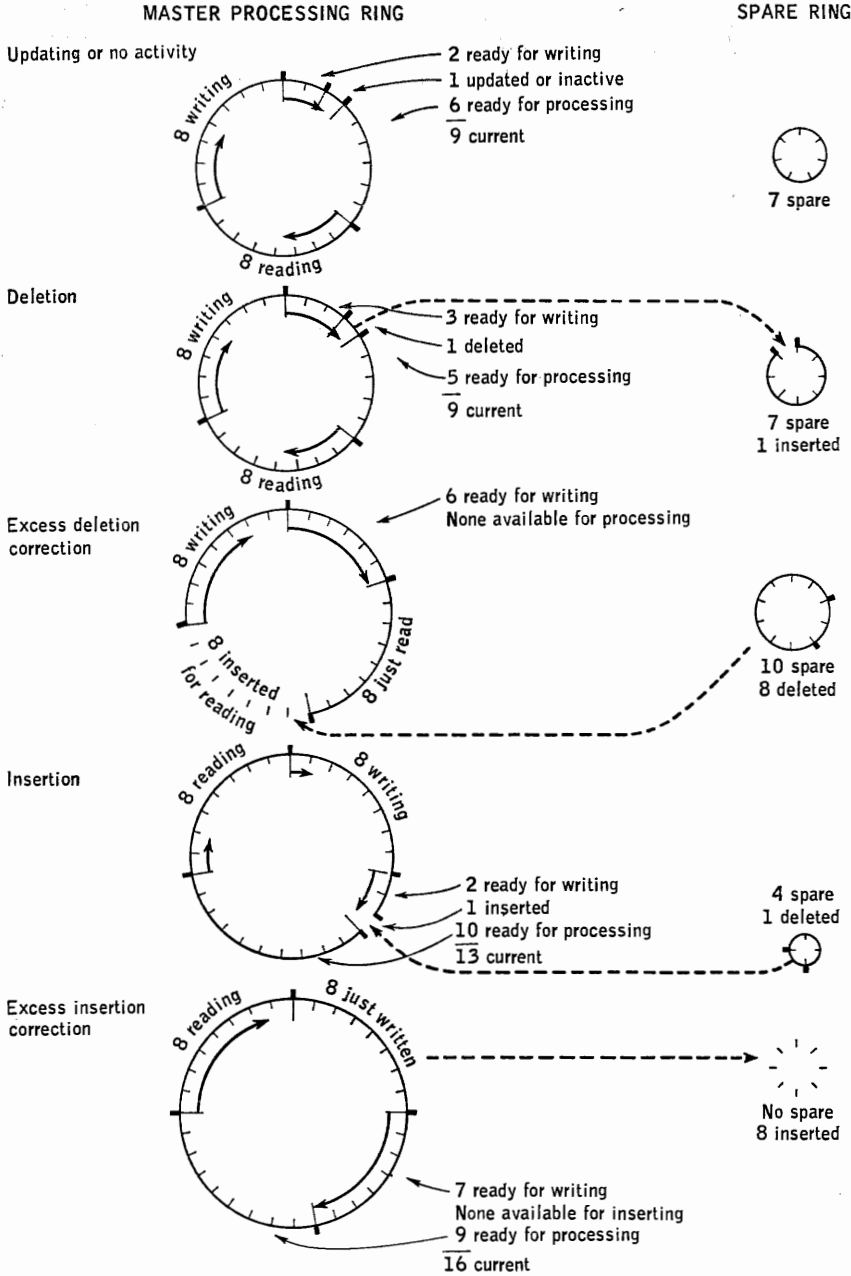 MASTER PROCESSING RING
SPARE RING
Updating or no activity
8 writing
2 ready for writing
1 updated or inactive
6 ready for processing
9 current
8 reading
7 spare
Deletion
8 writing
3 ready for writing
1 deleted
5 ready for processing
9 current
8 reading
7 spare
1 inserted
Excess deletion
correction
8 writing
6 ready for writing
None available for processing
8 just read
8 inserted
for reading
10 spare
8 deleted
Insertion
8 reading
8 writing
2 ready for writing
1 inserted
10 ready for processing
13 current
4 spare
1 deleted
Excess insertion
correction
8 reading
8 just written
7 ready for writing
None available for inserting
9 ready for processing
16 current
No spare
8 inserted